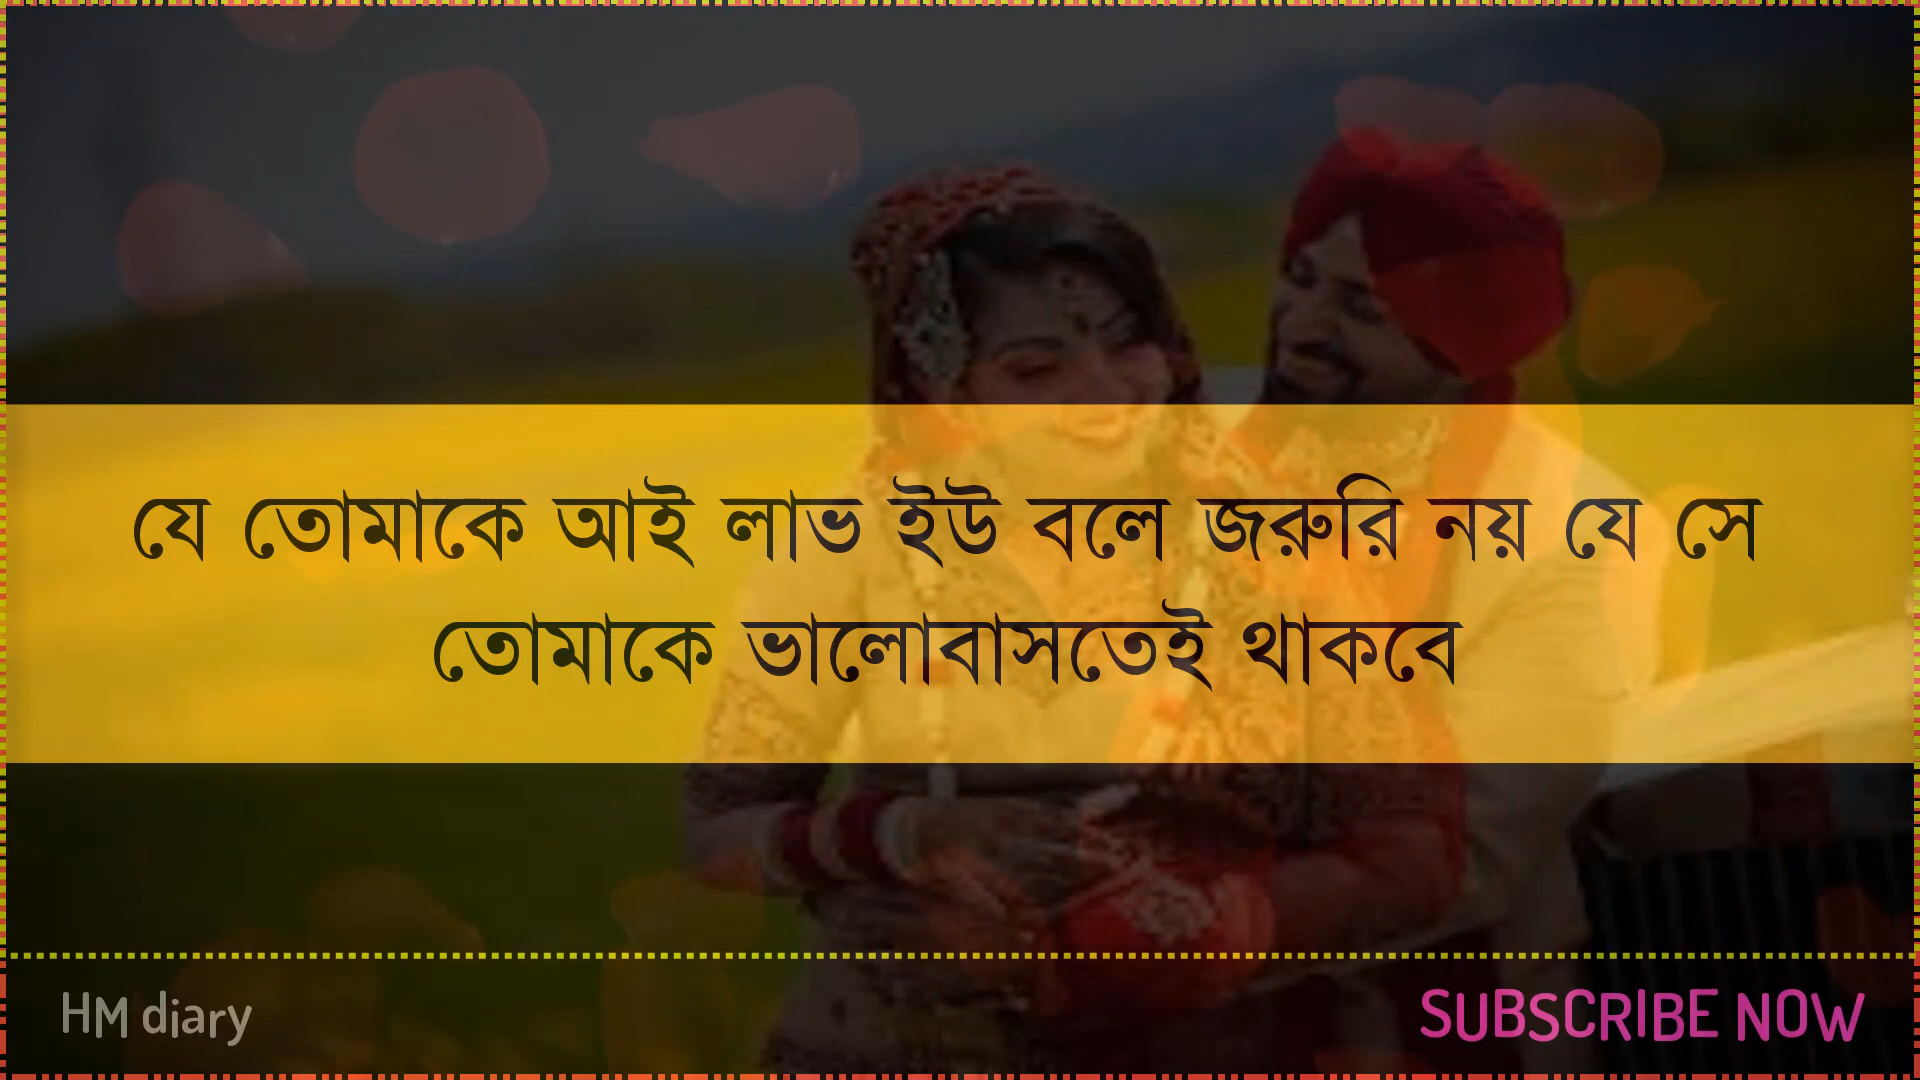 যে তোমাকে আই লাভ ইউ বলে জরুরি নয় যে সে
তোমাকে ভালোবাসতেই থাকবে
HM diary
SUBSCRIBE NOW